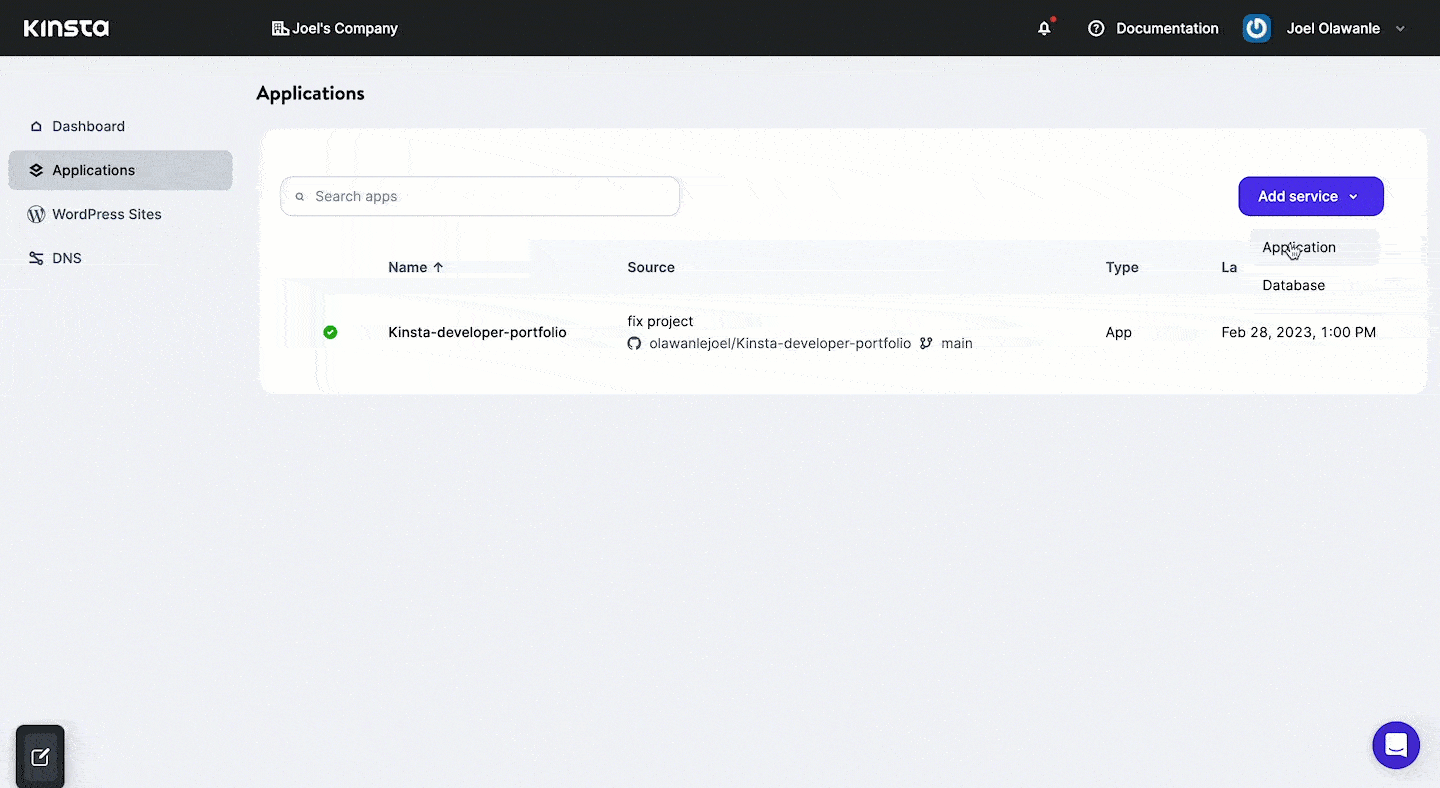 Kinsta
Joel's Company
Documentation
Joel Olawanle
Applications
Dashboard
Applications
WordPress Sites
DNS
Search apps
Add service
Application
Database
Name ↑
Source
Type
La
Kinsta-developer-portfolio
fix project
olawanlejoel/Kinsta-developer-portfolio main
App
Feb 28, 2023, 1:00 PM